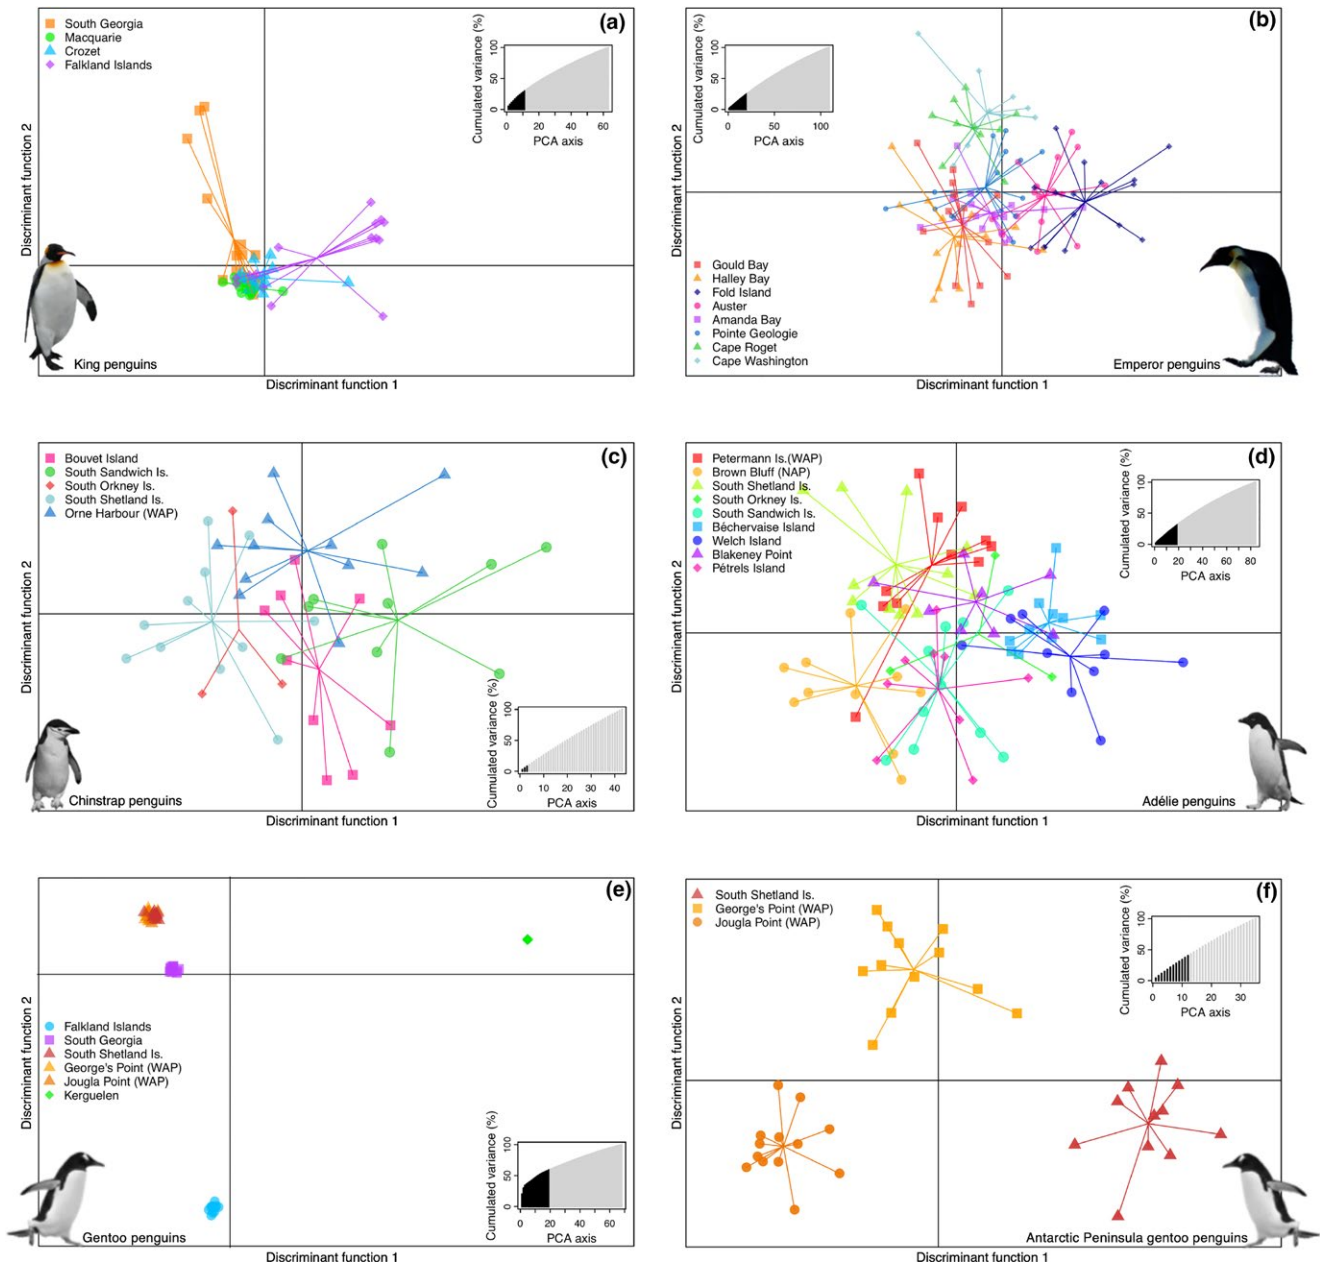 (a)
South Georgia
Macquarie
Crozet
Falkland Islands
Cumulated variance (%)
0 50 100
0 20 40 60
PCA axis
Discriminant function 2
King penguins
Discriminant function 1
(b)
Cumulated variance (%)
0 50 100
0 50 100
PCA axis
Discriminant function 2
Gould Bay
Halley Bay
Fold Island
Auster
Amanda Bay
Pointe Geologie
Cape Roget
Cape Washington
Emperor penguins
Discriminant function 1
(c)
Bouvet Island
South Sandwich Is.
South Orkney Is.
South Shetland Is.
Orne Harbour (WAP)
Discriminant function 2
Cumulated variance (%)
0 50 100
0 10 20 30 40
PCA axis
Chinstrap penguins
Discriminant function 1
(d)
Petermann Is.(WAP)
Brown Bluff (NAP)
South Shetland Is.
South Orkney Is.
South Sandwich Is.
Béchervaise Island
Welch Island
Blakeney Point
Pétrels Island
Cumulated variance (%)
0 50 100
0 20 40 60 80
PCA axis
Discriminant function 2
Adélie penguins
Discriminant function 1
(e)
Discriminant function 2
Falkland Islands
South Georgia
South Shetland Is.
George's Point (WAP)
Jougla Point (WAP)
Kerguelen
Cumulated variance (%)
0 50 100
0 20 40 60
PCA axis
Gentoo penguins
Discriminant function 1
(f)
South Shetland Is.
George's Point (WAP)
Jougla Point (WAP)
Cumulated variance (%)
0 50 100
0 10 20 30
PCA axis
Discriminant function 2
Antarctic Peninsula gentoo penguins
Discriminant function 1